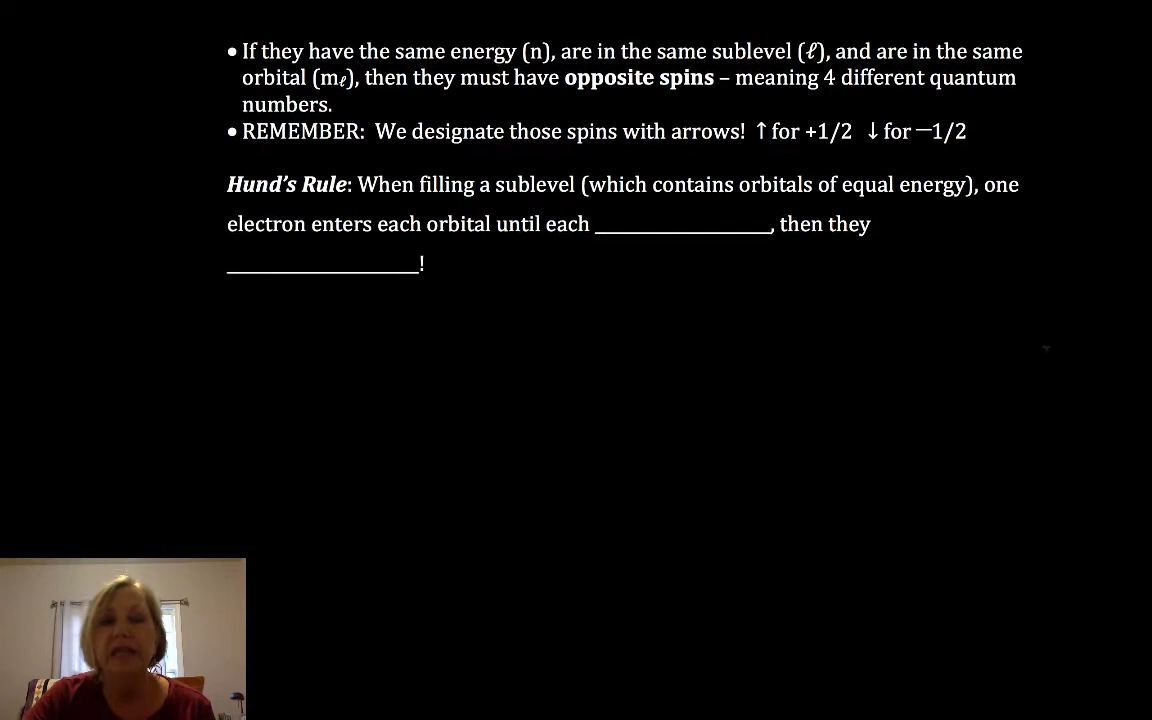 • If they have the same energy (n), are in the same sublevel (ℓ), and are in the same
orbital (mℓ), then they must have opposite spins – meaning 4 different quantum
numbers.
• REMEMBER: We designate those spins with arrows! ↑ for +1/2 ↓ for —1/2
Hund's Rule: When filling a sublevel (which contains orbitals of equal energy), one
electron enters each orbital until each __________________, then they
____________________!